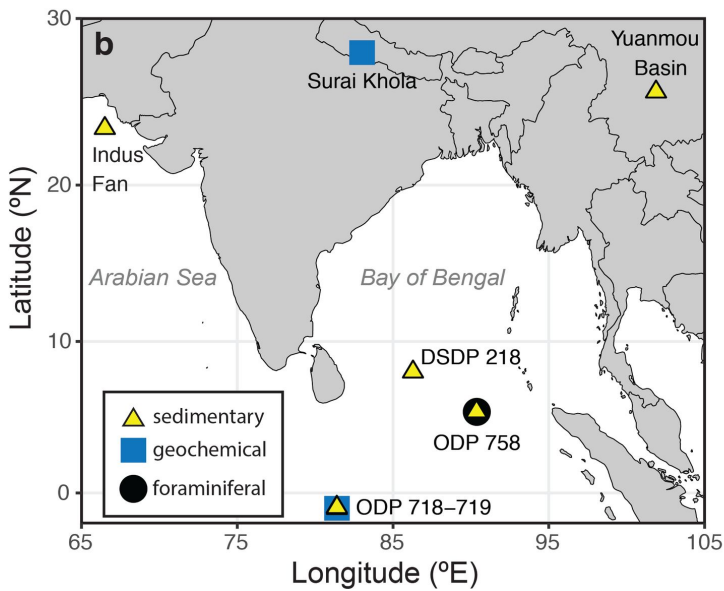 30
b
Yuanmou
Basin
Surai Khola
Indus
Fan
20
Latitude (ºN)
Arabian Sea
Bay of Bengal
10
DSDP 218
ODP 758
sedimentary
geochemical
foraminiferal
0
ODP 718–719
65
75
85
95
105
Longitude (ºE)